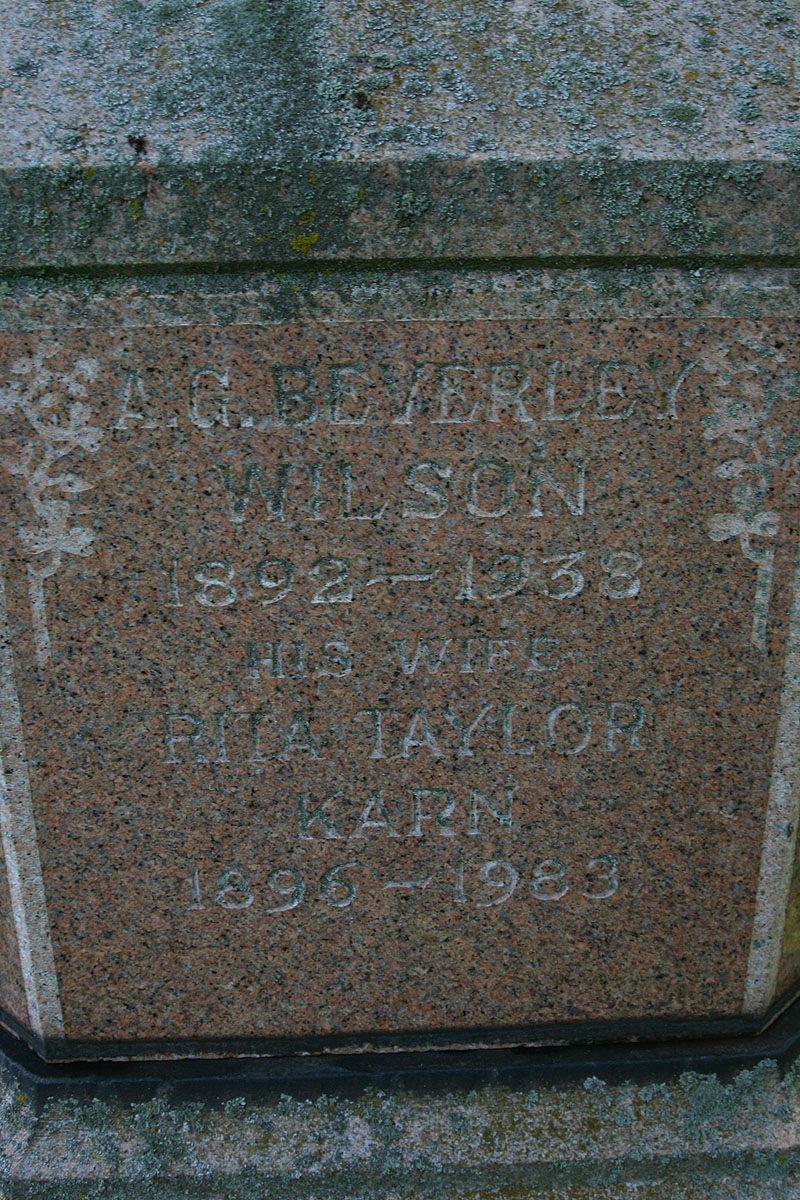 A. G. BEVERLEY
WILSON
1892 — 1938
HIS WIFE
RITA TAYLOR
KARN
1896 — 1983